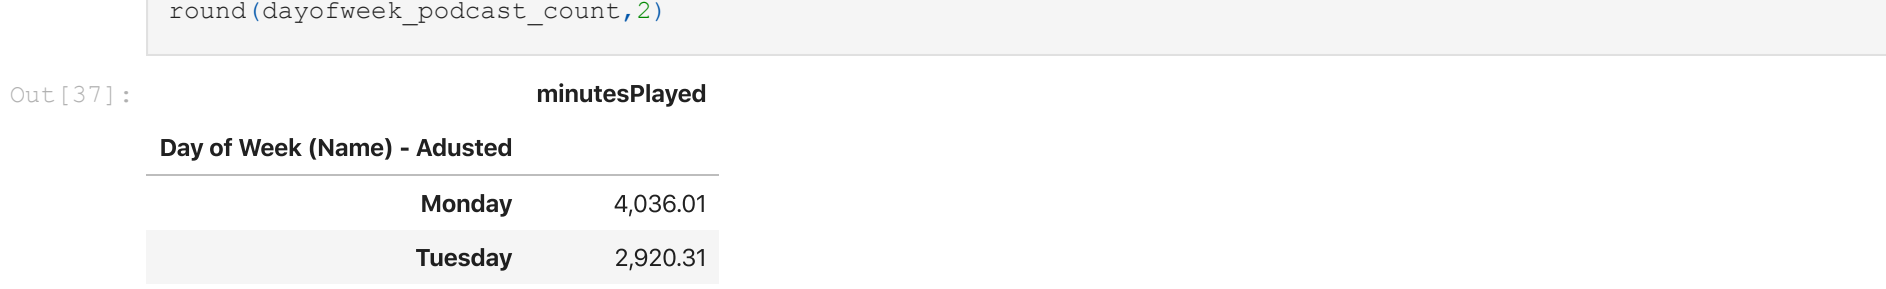 round(dayofweek_podcast_count,2)
Out[37]:
minutesPlayed
Day of Week (Name) - Adusted
Monday 4,036.01
Tuesday 2,920.31